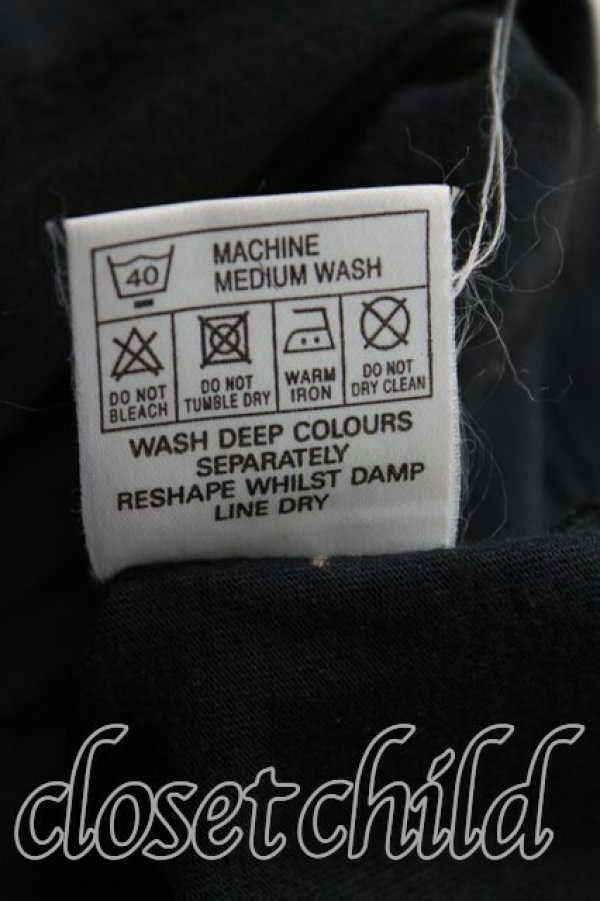 40 MACHINE
MEDIUM WASH
DO NOT
BLEACH
DO NOT
TUMBLE DRY
WARM
IRON
DO NOT
DRY CLEAN
WASH DEEP COLOURS
SEPARATELY
RESHAPE WHILST DAMP
LINE DRY
closet child